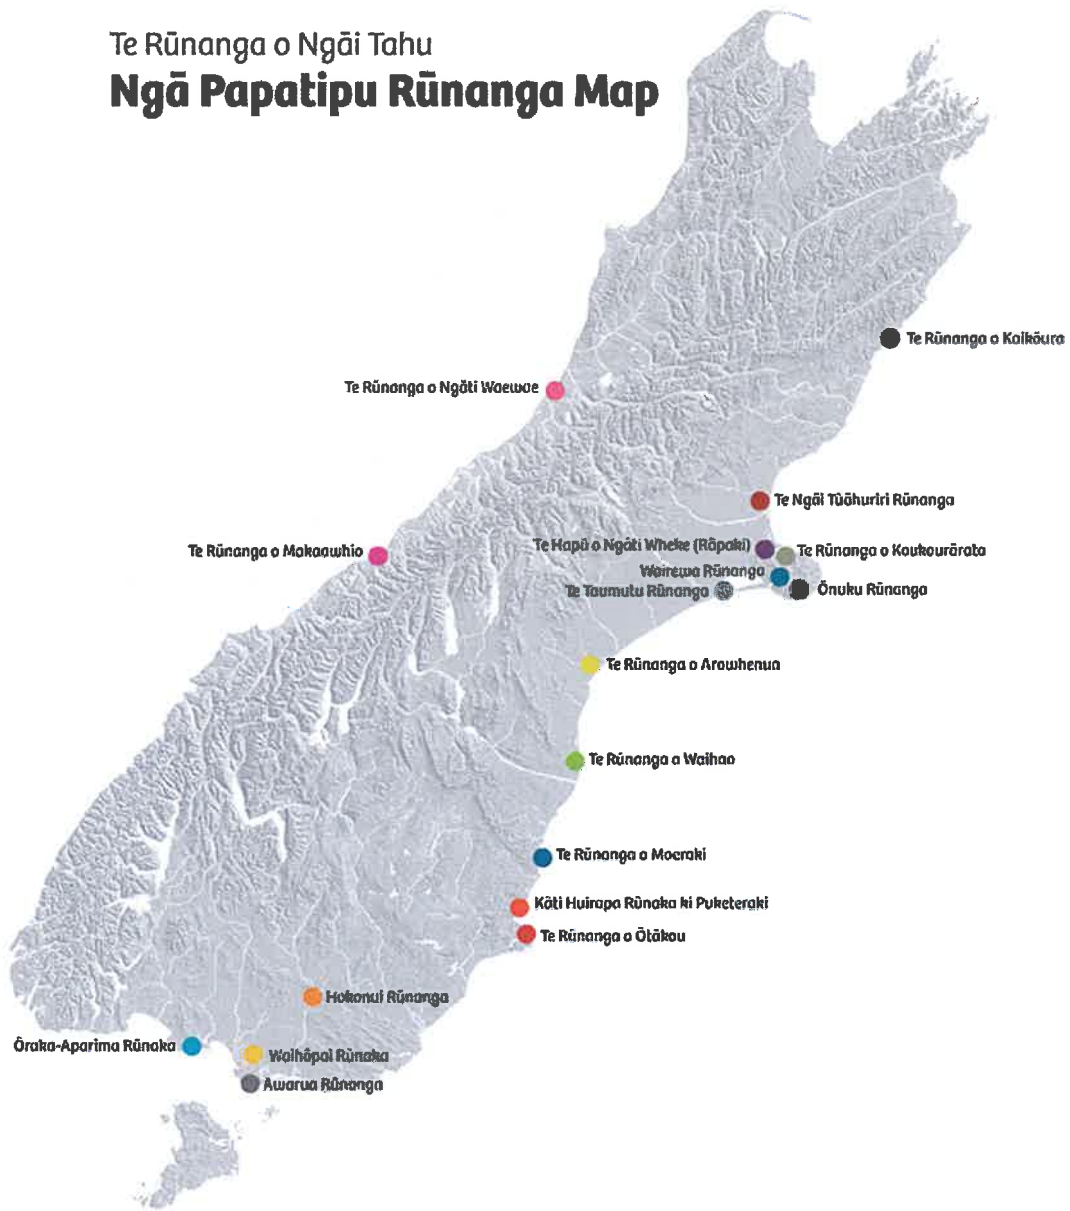 Te Rūnanga o Ngāi Tahu
Ngā Papatipu Rūnanga Map
Te Rūnanga o Kaikōura
Te Rūnanga o Ngāti Waewae
Te Ngāi Tūāhuriri Rūnanga
Te Rūnanga o Makaawhio
Te Hapū o Ngāti Wheke (Rāpaki)
Te Rūnanga o Koukourārata
Wairewa Rūnanga
Te Taumutu Rūnanga
Ōnuku Rūnanga
Te Rūnanga o Arowhenua
Te Rūnanga o Waihao
Te Rūnanga o Moeraki
Kāti Huirapa Rūnaka ki Puketeraki
Te Rūnanga o Ōtākou
Hokonui Rūnanga
Ōraka-Aparima Rūnaka
Waihōpai Rūnaka
Awarua Rūnanga